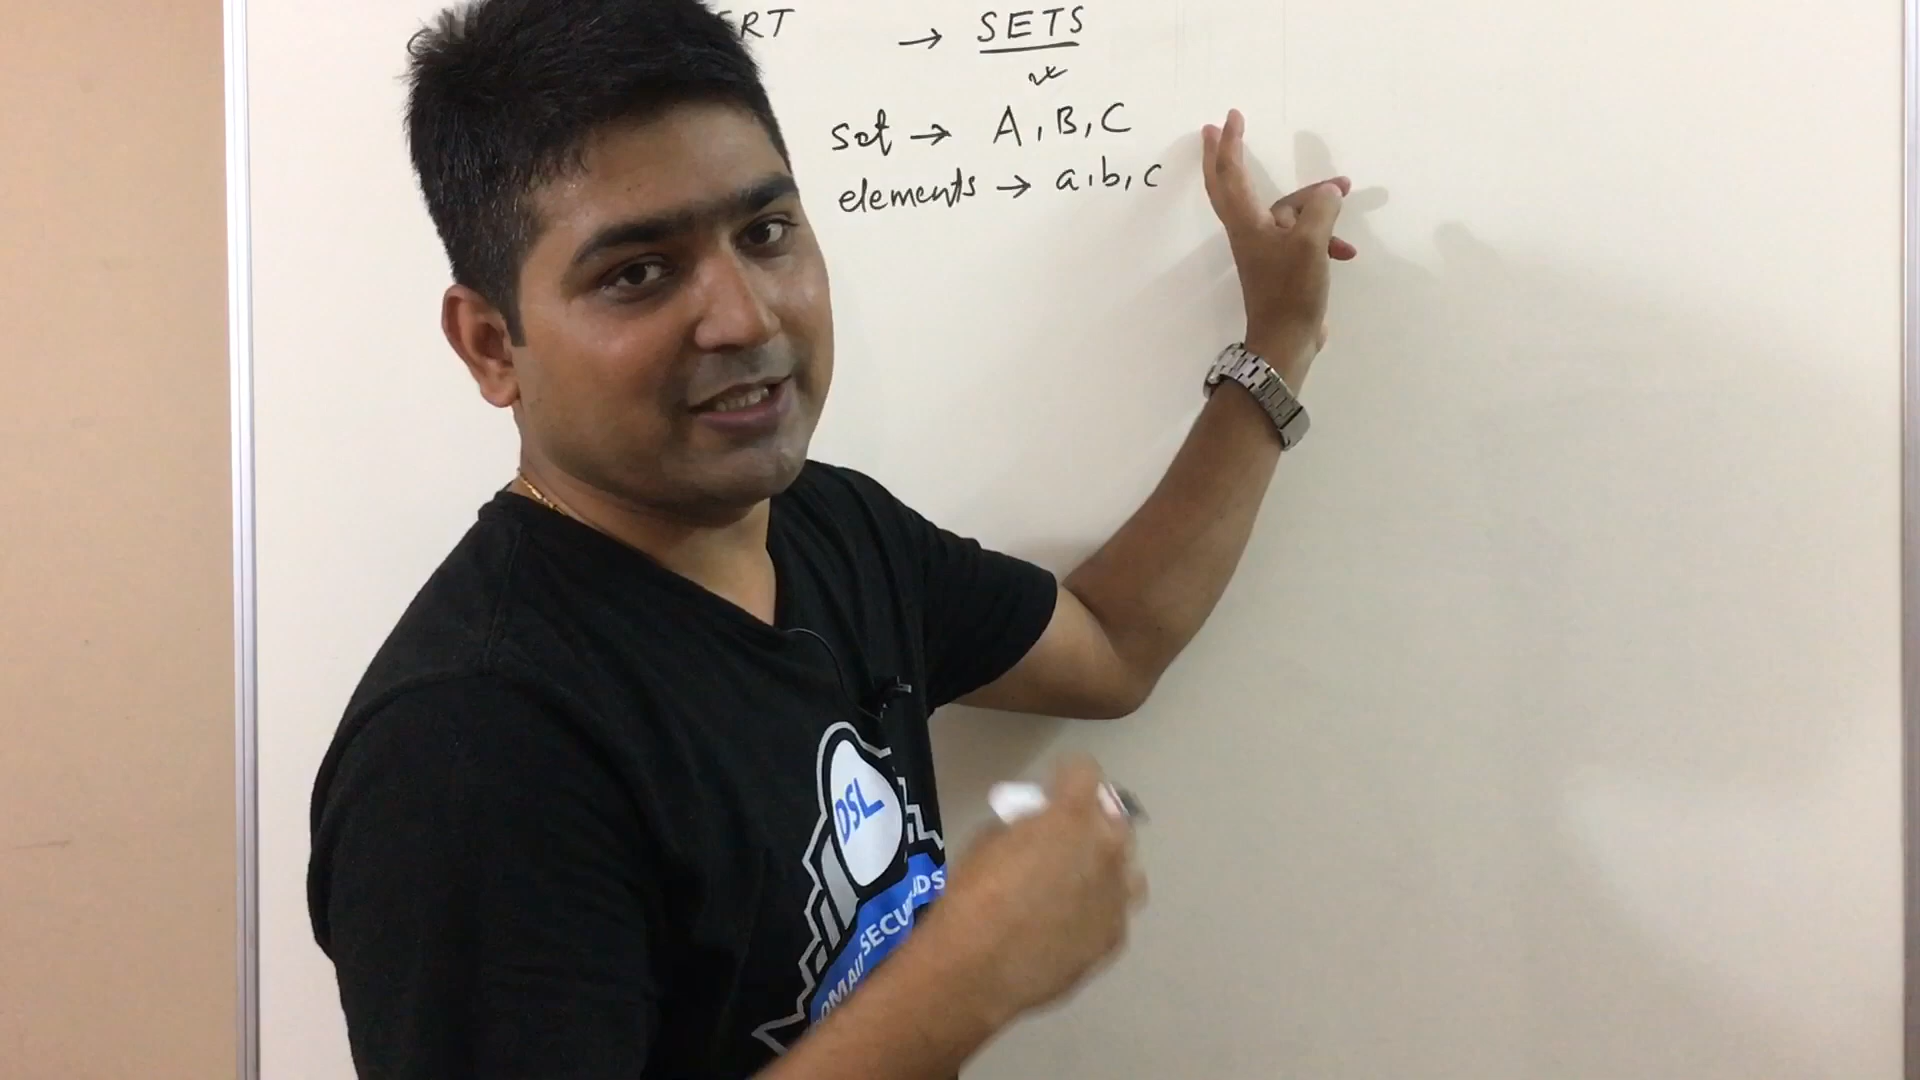 → SETS
Set → A, B, C
elements → a, b, c
DSL